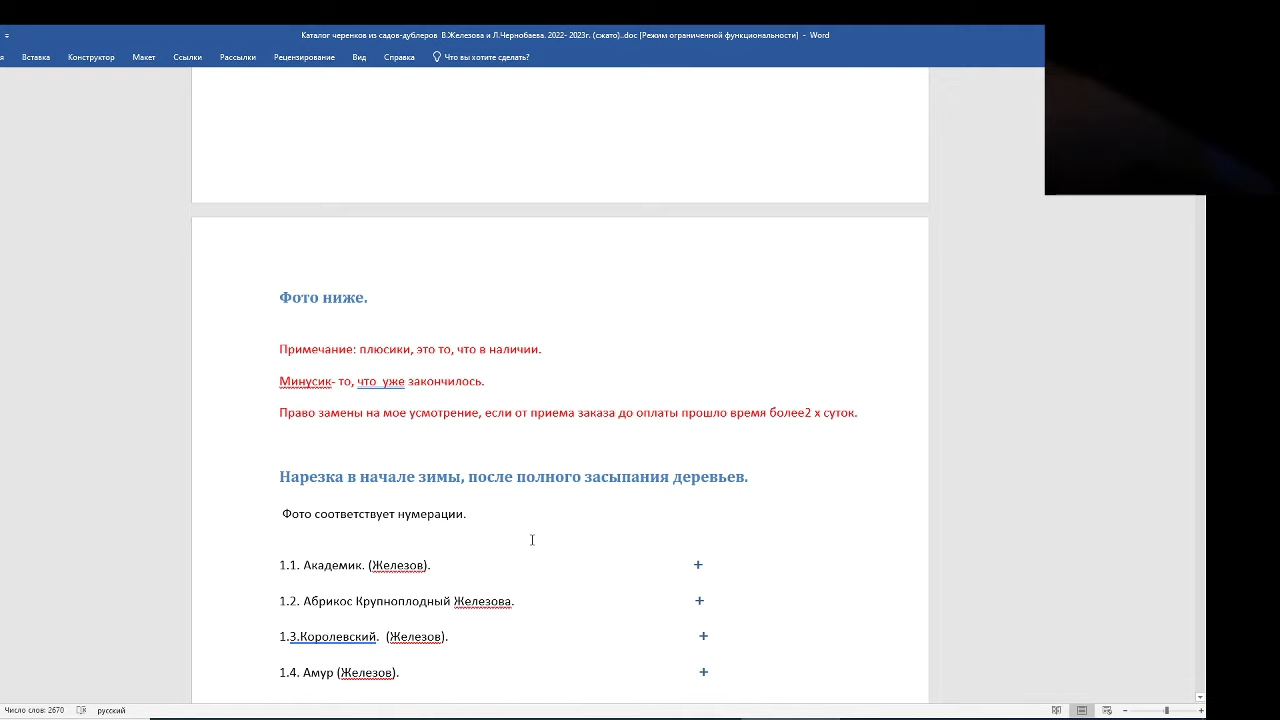 Каталог черенков из садов-дублеров В.Железова и Л.Чернобаева. 2022- 2023г. (сжато)..doc [Режим ограниченной функциональности] - Word
я Вставка Конструктор Макет Ссылки Рассылки Рецензирование Вид Справка Что вы хотите сделать?
Фото ниже.
Примечание: плюсики, это то, что в наличии.
Минусик- то, что уже закончилось.
Право замены на мое усмотрение, если от приема заказа до оплаты прошло время более2 х суток.
Нарезка в начале зимы, после полного засыпания деревьев.
Фото соответствует нумерации.
1.1. Академик. (Железов). +
1.2. Абрикос Крупноплодный Железова. +
1.3.Королевский. (Железов). +
1.4. Амур (Железов). +
Число слов: 2670 русский